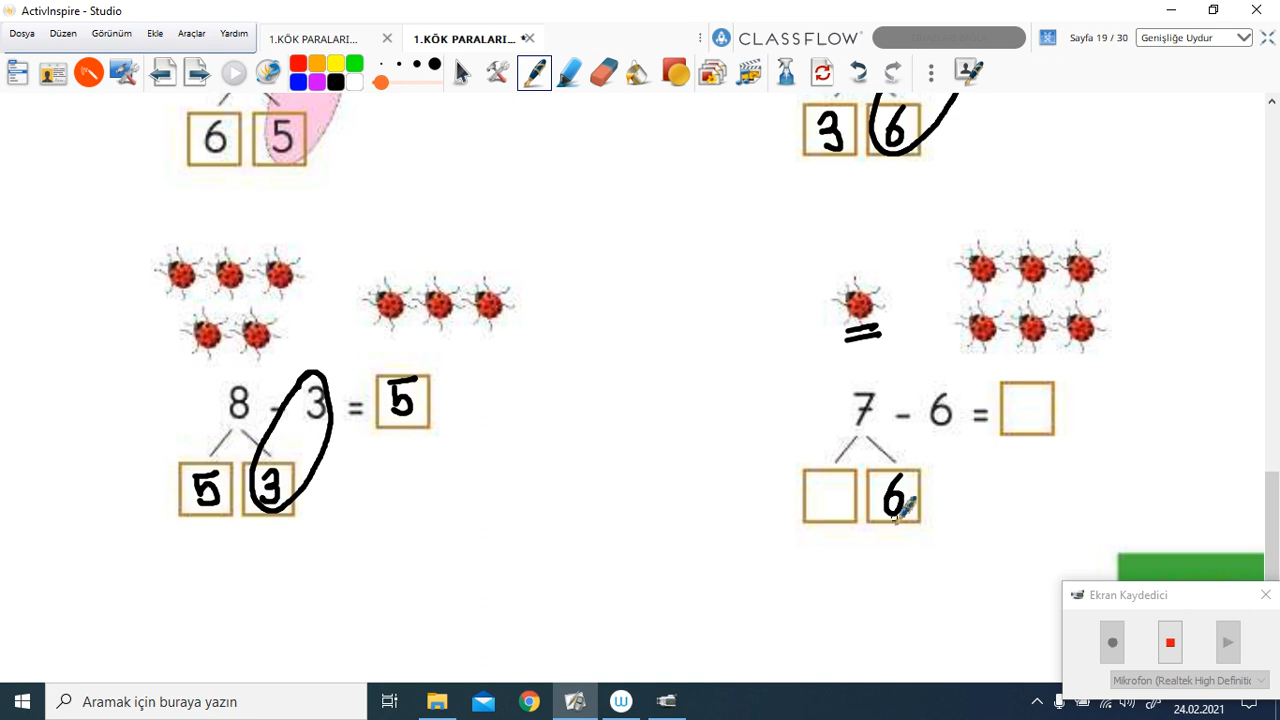 ActivInspire - Studio
Dosya Düzen Görünüm Ekle Araçlar Yardım
1.KÖK PARALARI...
1.KÖK PARALARI...
CLASSFLOW
Sayfa 19 / 30
Genişliğe Uydur
6 5
3 6
8 - 3 = 5
5 3
7 - 6 =
6
Ekran Kaydedici
Mikrofon (Realtek High Definitic
Aramak için buraya yazın
24.02.2021